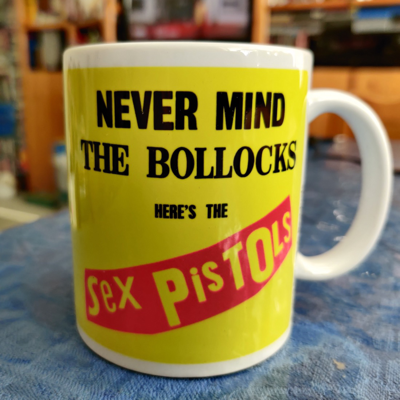 NEVER MIND
THE BOLLOCKS
HERE'S THE
SeX PisTOLS